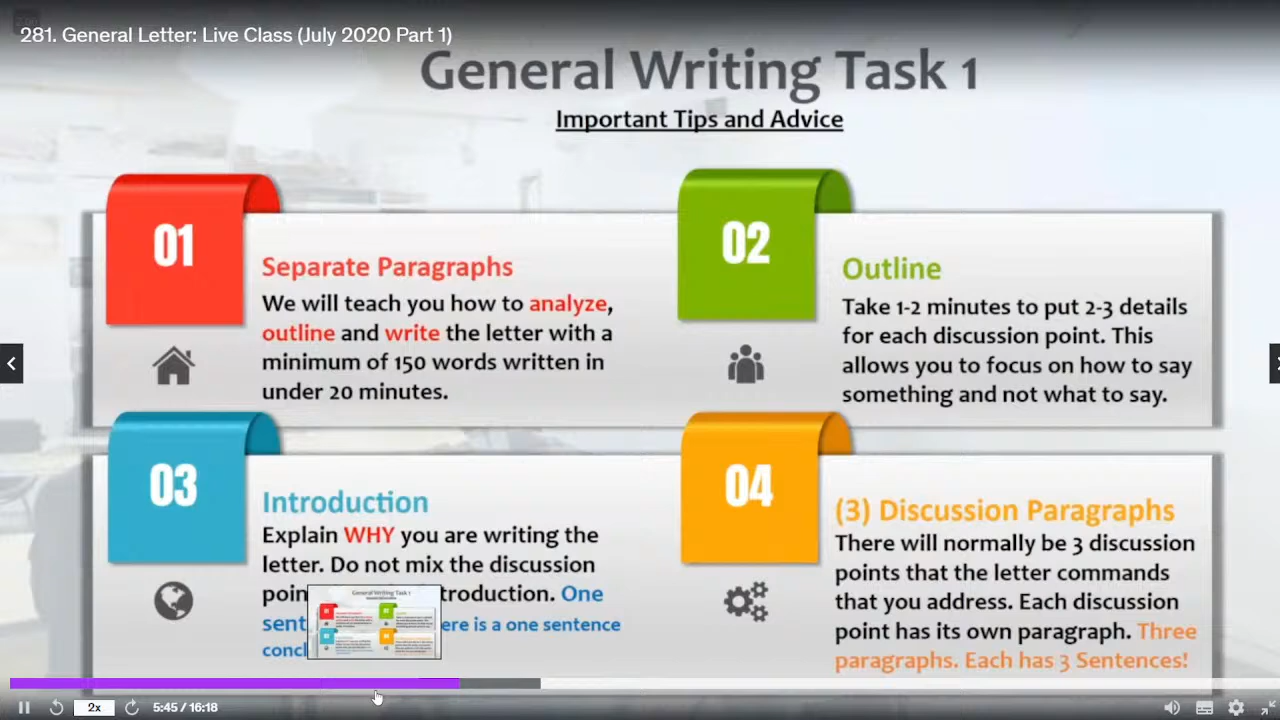 281. General Letter: Live Class (July 2020 Part 1)
General Writing Task 1
Important Tips and Advice
01
Separate Paragraphs
We will teach you how to analyze,
outline and write the letter with a
minimum of 150 words written in
under 20 minutes.
02
Outline
Take 1-2 minutes to put 2-3 details
for each discussion point. This
allows you to focus on how to say
something and not what to say.
03
Introduction
Explain WHY you are writing the
letter. Do not mix the discussion
One
is a one sentence
04
(3) Discussion Paragraphs
There will normally be 3 discussion
points that the letter commands
that you address. Each discussion
point has its own paragraph. Three
paragraphs. Each has 3 Sentences!
General Writing Task 1
2x
5:45 / 16:18